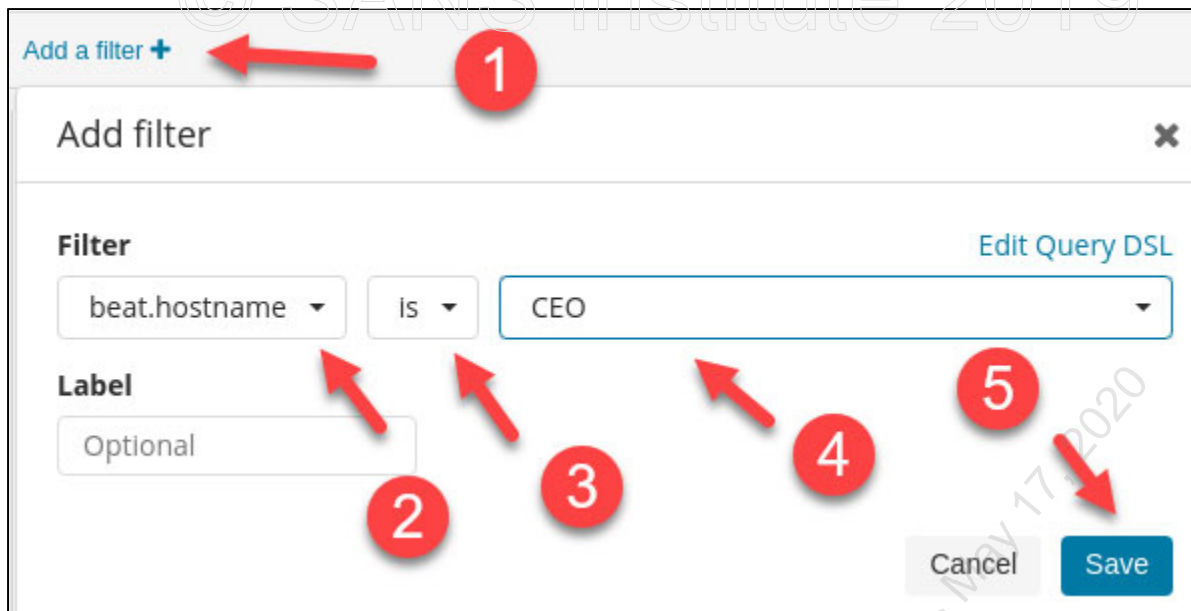 © SANS Institute 2019
Add a filter +
1
Add filter
Filter
Edit Query DSL
beat.hostname
is
CEO
Label
5
Optional
4
3
2
May 17, 2020
Cancel
Save